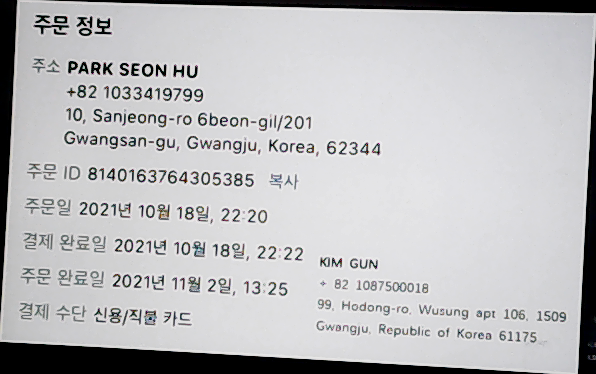 주문 정보
주소 PARK SEON HU
+82 1033419799
10, Sanjeong-ro 6beon-gil/201
Gwangsan-gu, Gwangju, Korea, 62344
주문 ID 8140163764305385 복사
주문일 2021년 10월 18일, 22:20
결제 완료일 2021년 10월 18일, 22:22
주문 완료일 2021년 11월 2일, 13:25
결제 수단 신용/직불 카드
KIM GUN
+ 82 1087500018
99, Hodong-ro, Wusung apt 106, 1509
Gwangju, Republic of Korea 61175